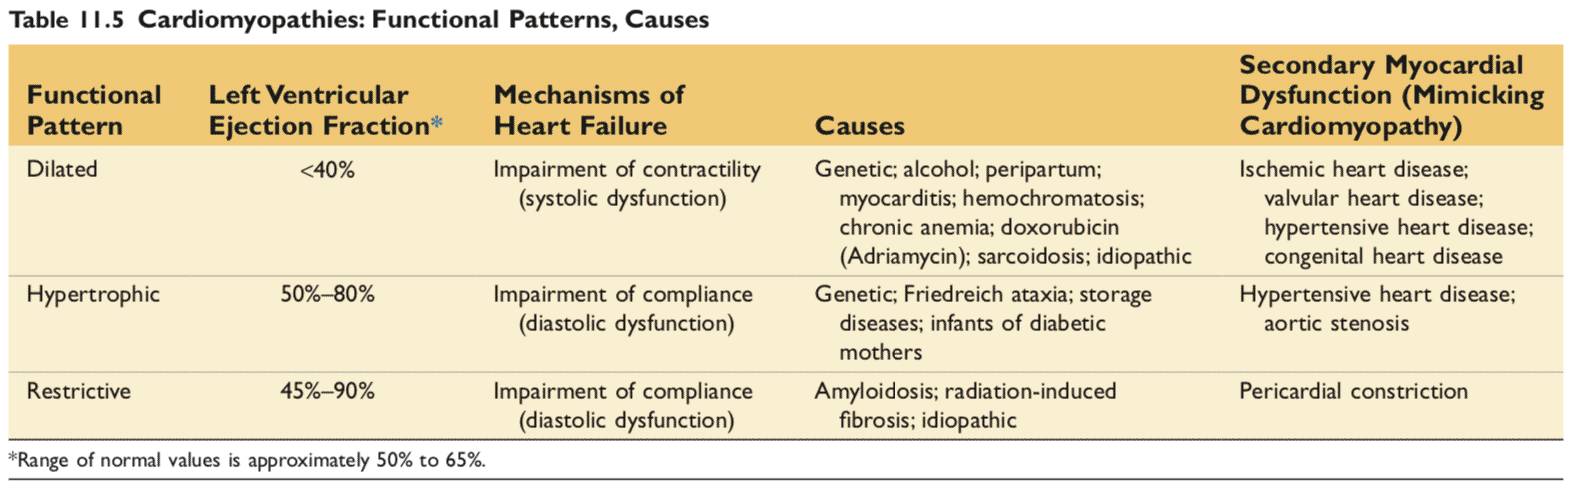 Table 11.5 Cardiomyopathies: Functional Patterns, Causes
Functional Pattern
Left Ventricular Ejection Fraction*
Mechanisms of Heart Failure
Causes
Secondary Myocardial Dysfunction (Mimicking Cardiomyopathy)
Dilated
<40%
Impairment of contractility
(systolic dysfunction)
Genetic; alcohol; peripartum;
myocarditis; hemochromatosis;
chronic anemia; doxorubicin
(Adriamycin); sarcoidosis; idiopathic
Ischemic heart disease;
valvular heart disease;
hypertensive heart disease;
congenital heart disease
Hypertrophic
50%–80%
Impairment of compliance
(diastolic dysfunction)
Genetic; Friedreich ataxia; storage
diseases; infants of diabetic
mothers
Hypertensive heart disease;
aortic stenosis
Restrictive
45%–90%
Impairment of compliance
(diastolic dysfunction)
Amyloidosis; radiation-induced
fibrosis; idiopathic
Pericardial constriction
*Range of normal values is approximately 50% to 65%.